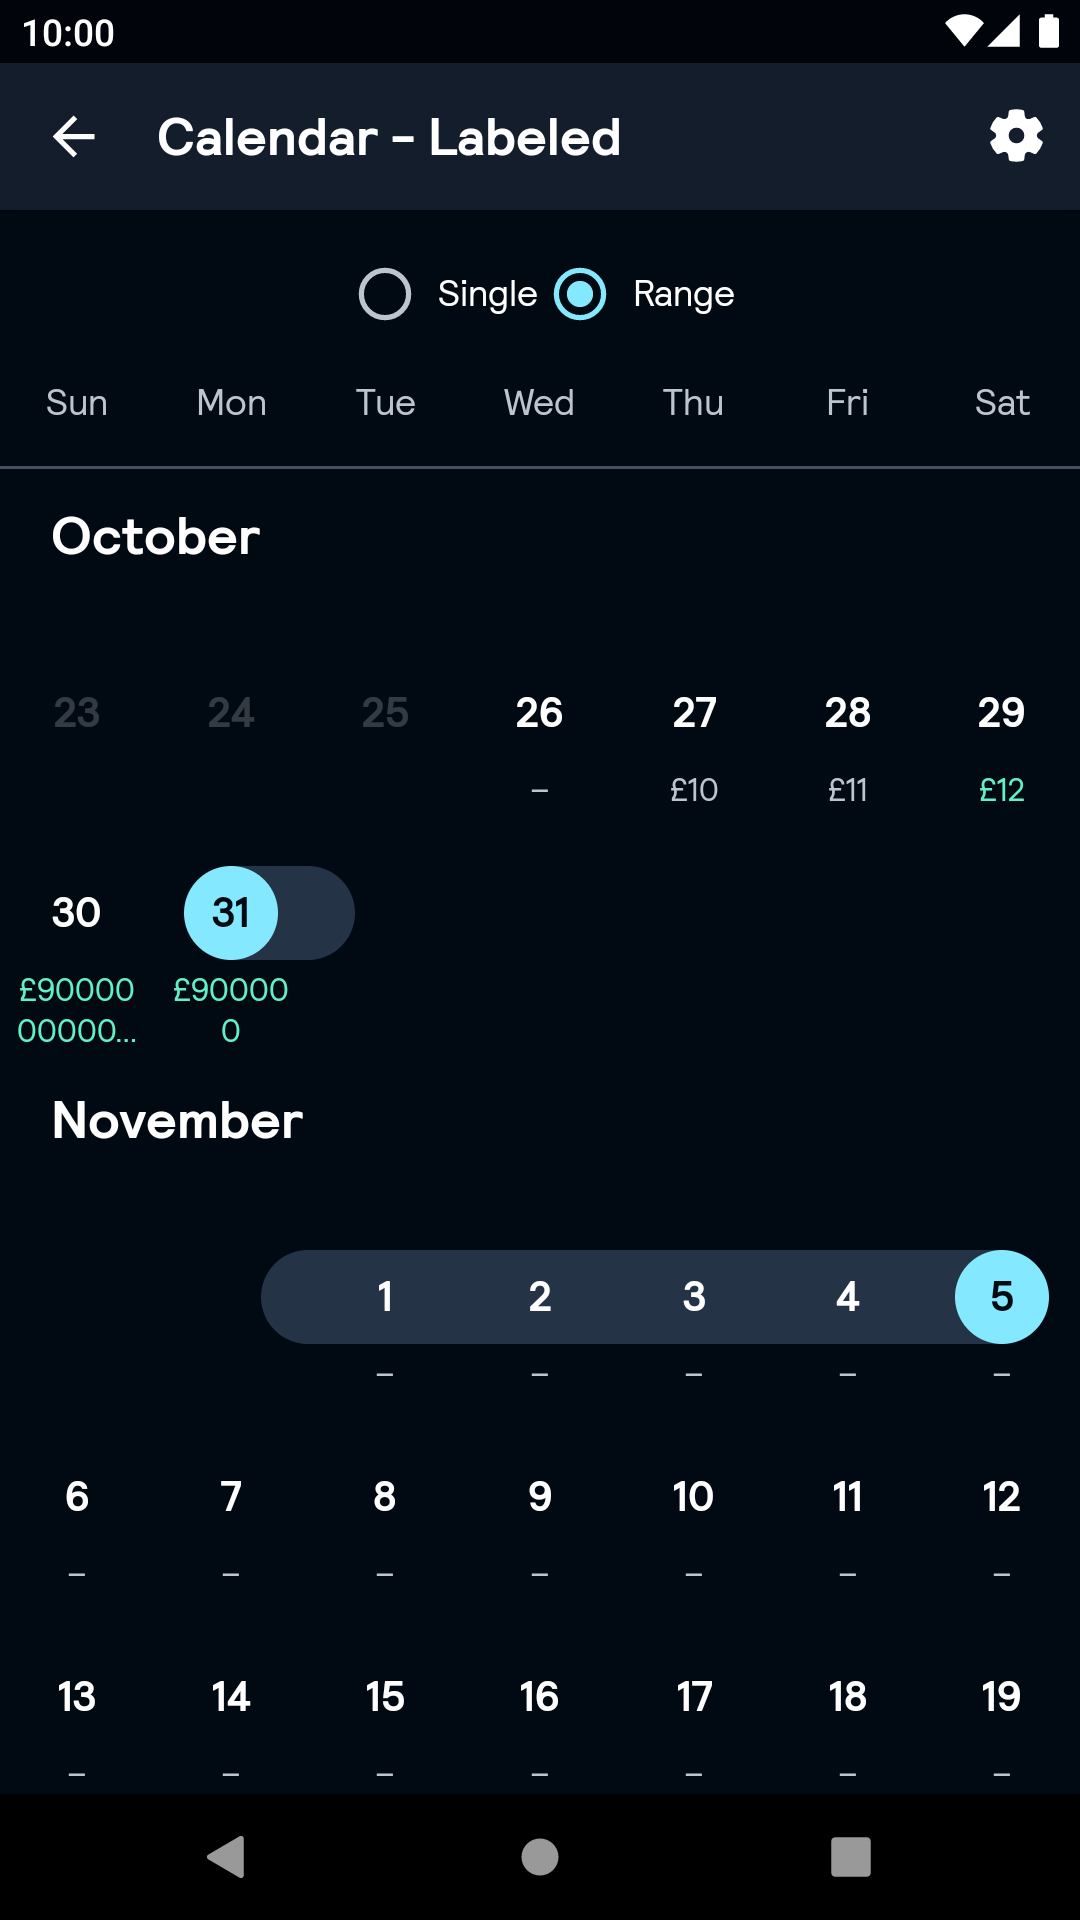 10:00
Calendar – Labeled
Single Range
Sun Mon Tue Wed Thu Fri Sat
October
23 24 25 26 27 28 29
– £10 £11 £12
30 31
£90000 £90000
00000... 0
November
1 2 3 4 5
– – – – –
6 7 8 9 10 11 12
– – – – – – –
13 14 15 16 17 18 19
– – – – – – –